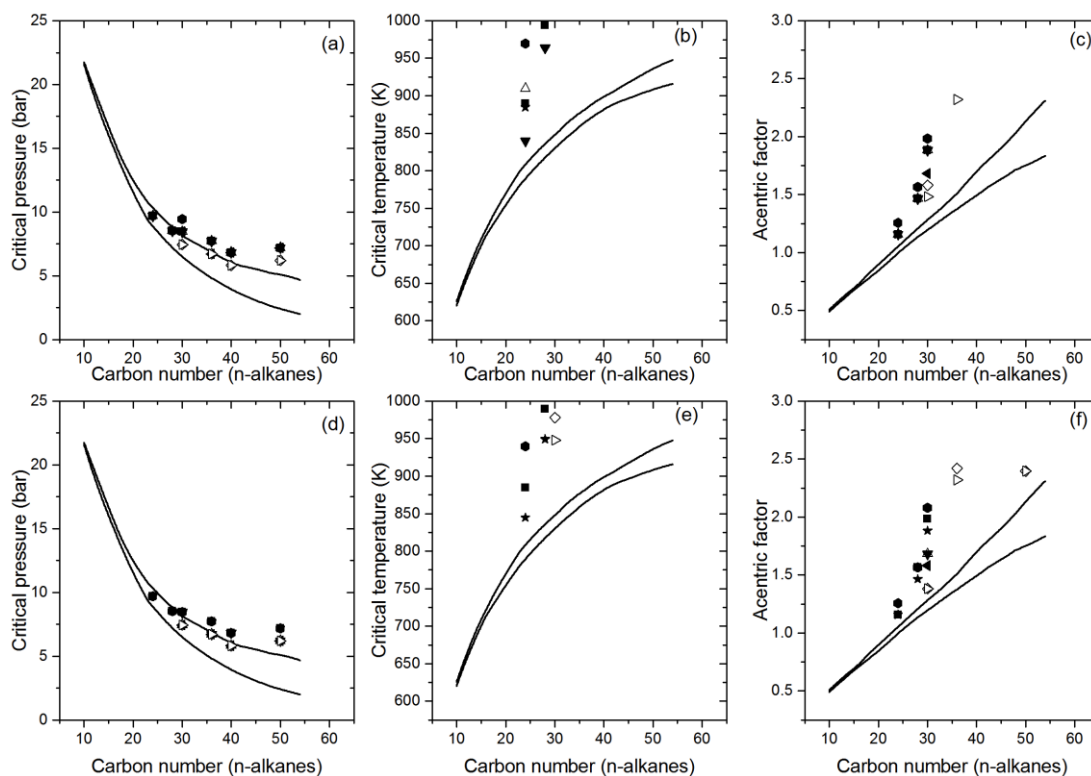 25
20
15
10
5
0
Critical pressure (bar)
(a)
10 20 30 40 50 60
Carbon number (n-alkanes)
1000
950
900
850
800
750
700
650
600
Critical temperature (K)
(b)
10 20 30 40 50 60
Carbon number (n-alkanes)
3.0
2.5
2.0
1.5
1.0
0.5
Acentric factor
(c)
10 20 30 40 50 60
Carbon number (n-alkanes)
25
20
15
10
5
0
Critical pressure (bar)
(d)
10 20 30 40 50 60
Carbon number (n-alkanes)
1000
950
900
850
800
750
700
650
600
Critical temperature (K)
(e)
10 20 30 40 50 60
Carbon number (n-alkanes)
3.0
2.5
2.0
1.5
1.0
0.5
Acentric factor
(f)
10 20 30 40 50 60
Carbon number (n-alkanes)